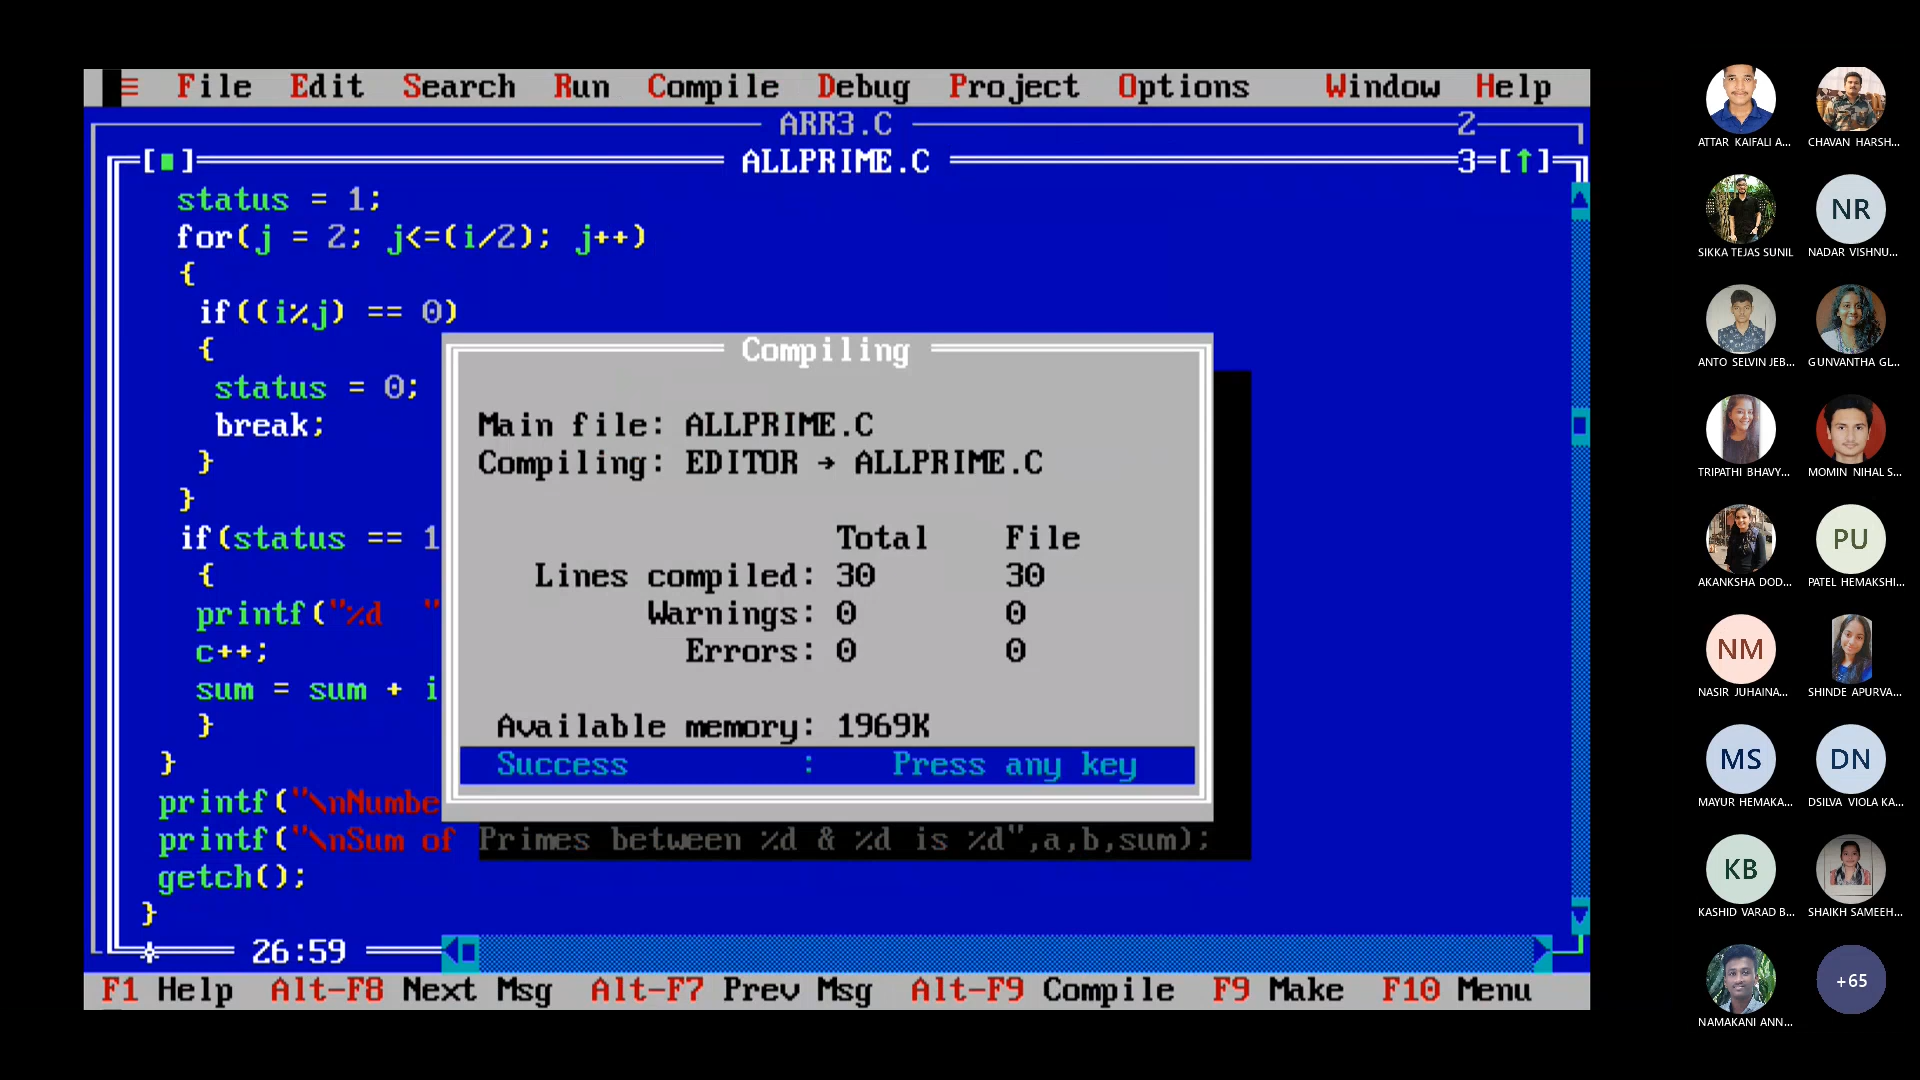 ≡ File Edit Search Run Compile Debug Project Options Window Help
ARR3.C 2
[■] ALLPRIME.C 3=[↑]
status = 1;
for(j = 2; j<=(i/2); j++)
{
if((i%j) == 0)
{
status = 0;
break;
}
}
if(status == 1
{
printf("%d "
c++;
sum = sum + i
}
}
printf("\nNumbe
printf("\nSum of Primes between %d & %d is %d",a,b,sum);
getch();
}
26:59
Compiling
Main file: ALLPRIME.C
Compiling: EDITOR → ALLPRIME.C
Total File
Lines compiled: 30 30
Warnings: 0 0
Errors: 0 0
Available memory: 1969K
Success : Press any key
F1 Help Alt-F8 Next Msg Alt-F7 Prev Msg Alt-F9 Compile F9 Make F10 Menu
ATTAR KAIFALI A... CHAVAN HARSH...
NR
SIKKA TEJAS SUNIL NADAR VISHNU...
ANTO SELVIN JEB... GUNVANTHA GL...
TRIPATHI BHAVY... MOMIN NIHAL S...
PU
AKANKSHA DOD... PATEL HEMAKSHI...
NM
NASIR JUHAINA... SHINDE APURVA...
MS DN
MAYUR HEMAKA... DSILVA VIOLA KA...
KB
KASHID VARAD B... SHAIKH SAMEEH...
+65
NAMAKANI ANN...